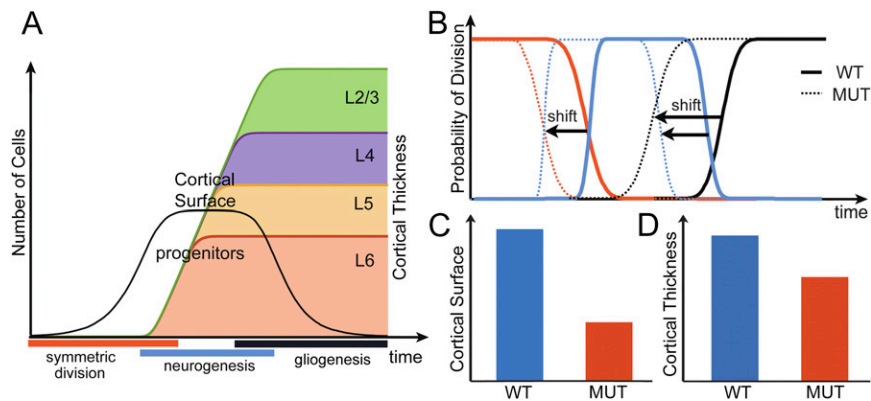 A
Number of Cells
L2/3
L4
L5
L6
Cortical
Surface
progenitors
Cortical Thickness
time
symmetric
division
neurogenesis
gliogenesis
B
Probability of Division
shift
shift
WT
MUT
time
C
Cortical Surface
WT
MUT
D
Cortical Thickness
WT
MUT